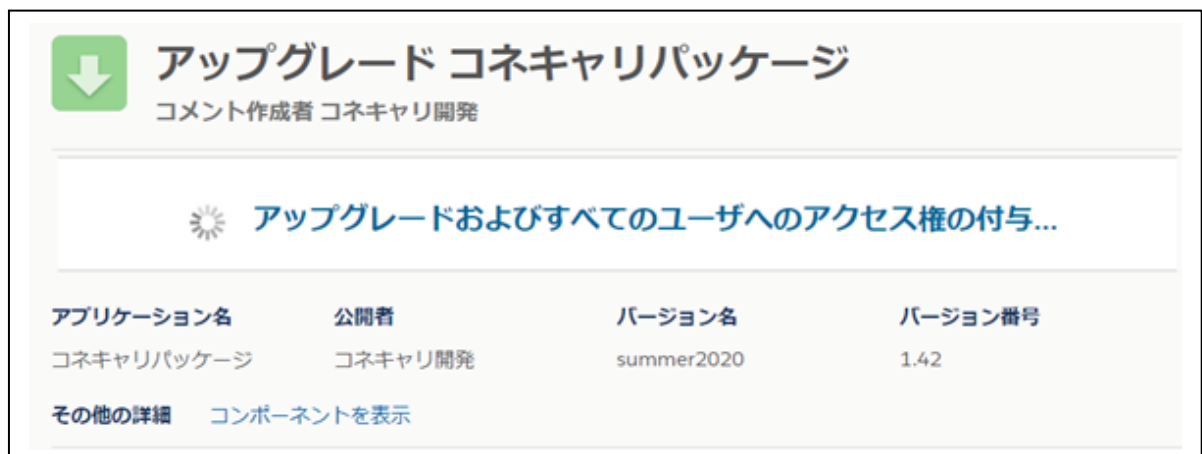 アップグレード コネキャリパッケージ
コメント作成者 コネキャリ開発
アップグレードおよびすべてのユーザへのアクセス権の付与...
アプリケーション名 公開者 バージョン名 バージョン番号
コネキャリパッケージ コネキャリ開発 summer2020 1.42
その他の詳細 コンポーネントを表示